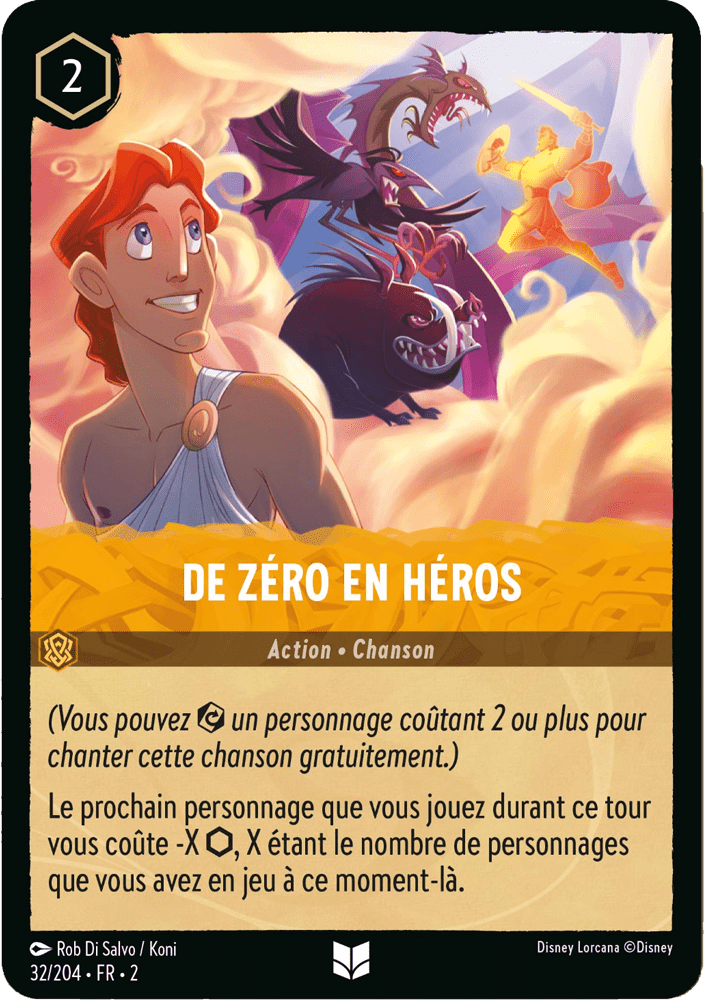 2
DE ZÉRO EN HÉROS
Action • Chanson
(Vous pouvez un personnage coûtant 2 ou plus pour
chanter cette chanson gratuitement.)
Le prochain personnage que vous jouez durant ce tour
vous coûte -X , X étant le nombre de personnages
que vous avez en jeu à ce moment-là.
Rob Di Salvo / Koni
Disney Lorcana ©Disney
32/204 • FR • 2